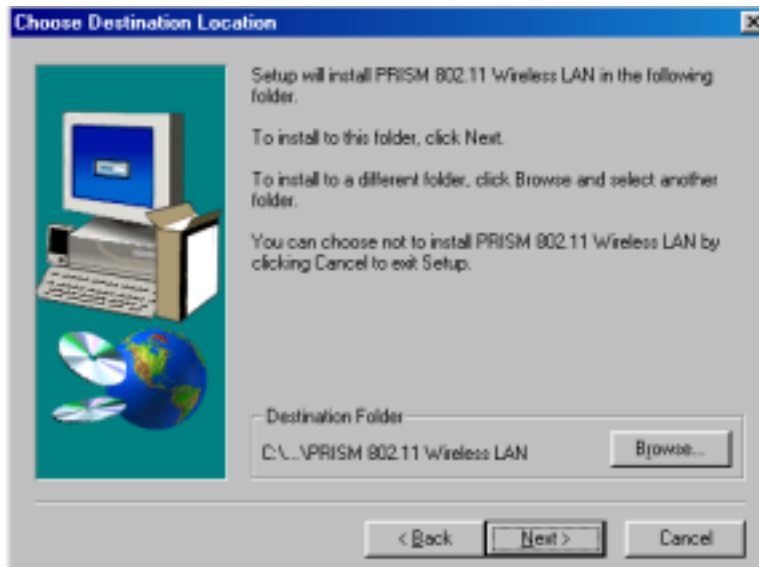 Choose Destination Location
Setup will install PRISM 802.11 Wireless LAN in the following
folder.
To install to this folder, click Next.
To install to a different folder, click Browse and select another
folder.
You can choose not to install PRISM 802.11 Wireless LAN by
clicking Cancel to exit Setup.
Destination Folder
C:\...\PRISM 802.11 Wireless LAN
Browse...
< Back
Next >
Cancel